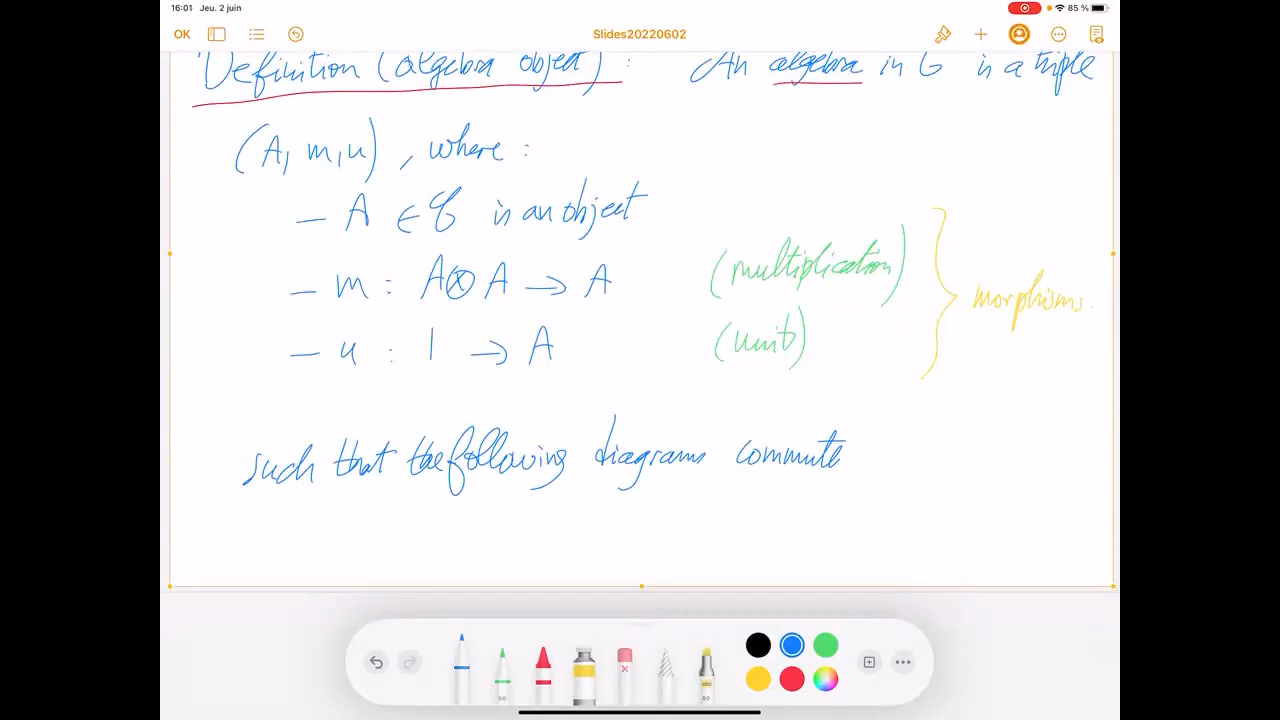 16:01 Jeu. 2 juin
85 %
OK
Slides20220602
Definition (algebra object) : An algebra in C is a triple
(A, m, u), where :
— A ∈ C is an object
— m : A ⊗ A → A (multiplication)
— u : 1 → A (unit)
morphisms.
such that the following diagrams commute